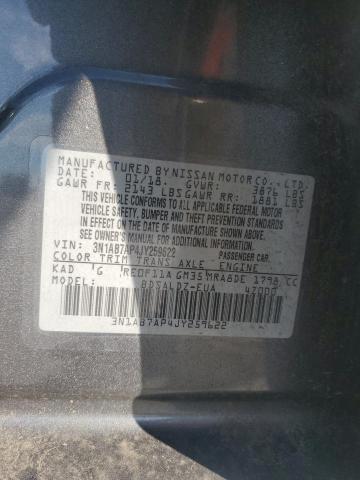 MANUFACTURED BY NISSAN MOTOR CO., LTD.
DATE: 01/18. GVWR: 3876 LBS
GAWR FR: 2143 LBS GAWR RR: 1881 LBS
THIS VEHICLE CONFORMS TO ALL APPLICABLE FEDERAL MOTOR
VEHICLE SAFETY, BUMPER AND THEFT PREVENTION STANDARDS
IN EFFECT ON THE DATE OF MANUFACTURE SHOWN ABOVE.
SEE OWNER'S MANUAL
VIN: 3N1AB7AP4JY259622 PASSENGER CAR
COLOR TRIM TRANS AXLE ENGINE
KAD G RE0F11A GM35 MRA8DE 1798 CC
MODEL: BDSALDZ-EUA 47000
3N1AB7AP4JY259622